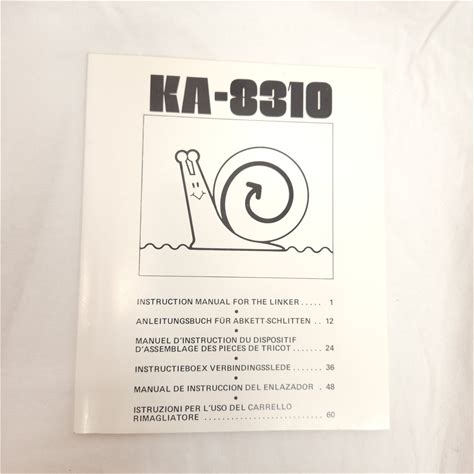 KA-8310
INSTRUCTION MANUAL FOR THE LINKER ..... 1
ANLEITUNGSBUCH FÜR ABKETT-SCHLITTEN .. 12
MANUEL D'INSTRUCTION DU DISPOSITIF
D'ASSEMBLAGE DES PIECES DE TRICOT ....... 24
INSTRUCTIEBOEX VERBINDINGSSLEDE ...... 36
MANUAL DE INSTRUCCION DEL ENLAZADOR . 48
ISTRUZIONI PER L'USO DEL CARRELLO
RIMAGLIATORE .......................... 60